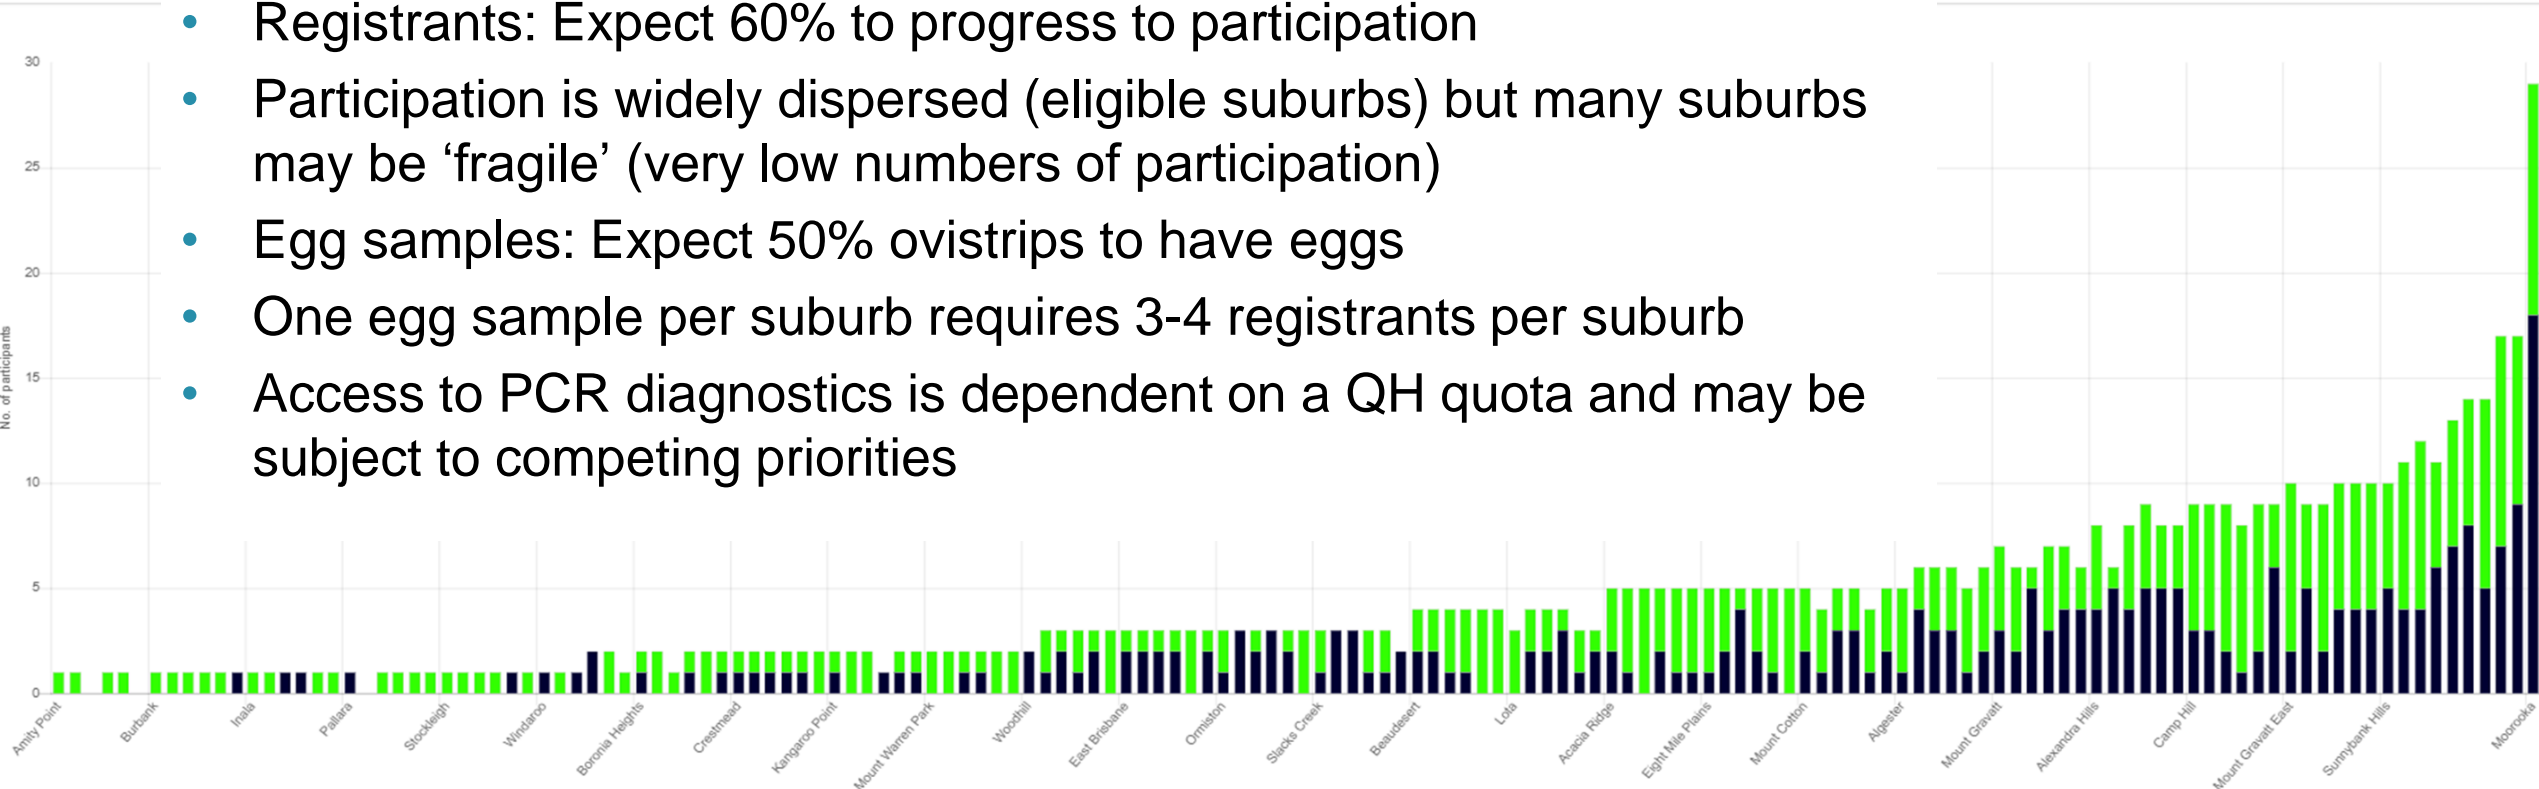 • Registrants: Expect 60% to progress to participation
• Participation is widely dispersed (eligible suburbs) but many suburbs
may be ‘fragile’ (very low numbers of participation)
• Egg samples: Expect 50% ovistrips to have eggs
• One egg sample per suburb requires 3-4 registrants per suburb
• Access to PCR diagnostics is dependent on a QH quota and may be
subject to competing priorities
No. of participants
30
25
20
15
10
5
0
Amity Point
Burbank
Inala
Pallara
Stockleigh
Windaroo
Boronia Heights
Crestmead
Kangaroo Point
Mount Warren Park
Woodhill
East Brisbane
Ormiston
Slacks Creek
Beaudesert
Lota
Acacia Ridge
Eight Mile Plains
Mount Cotton
Algester
Mount Gravatt
Alexandra Hills
Camp Hill
Mount Gravatt East
Sunnybank Hills
Moorooka